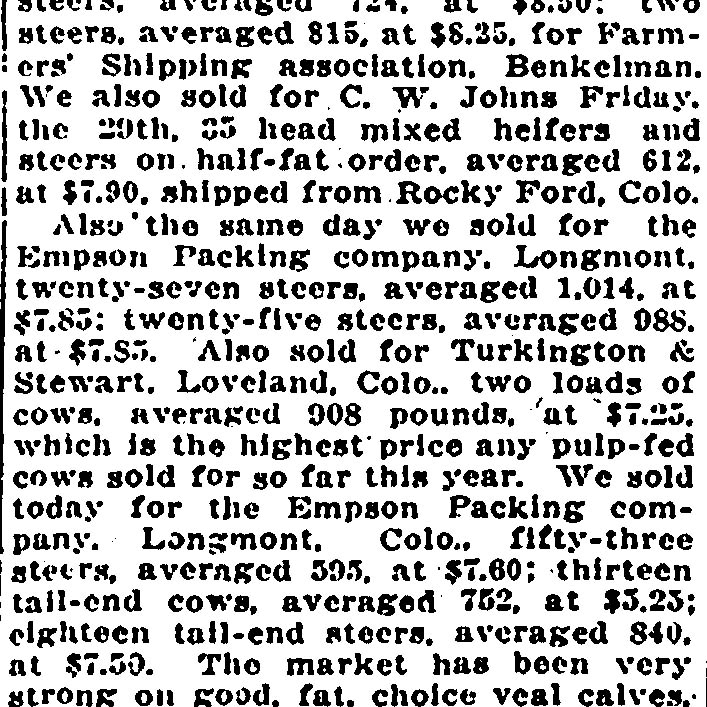 steers, averaged 724, at $8.50; two
steers, averaged 815, at $8.25, for Farm-
ers' Shipping association, Benkelman.
We also sold for C. W. Johns Friday,
the 29th, 35 head mixed heifers and
steers on half-fat order, averaged 612,
at $7.90, shipped from Rocky Ford, Colo.
Also the same day we sold for the
Empson Packing company, Longmont,
twenty-seven steers, averaged 1,014, at
$7.85; twenty-five steers, averaged 988,
at $7.85. Also sold for Turkington &
Stewart, Loveland, Colo., two loads of
cows, averaged 908 pounds, at $7.25,
which is the highest price any pulp-fed
cows sold for so far this year. We sold
today for the Empson Packing com-
pany, Longmont, Colo., fifty-three
steers, averaged 595, at $7.60; thirteen
tail-end cows, averaged 752, at $5.25;
eighteen tail-end steers, averaged 840,
at $7.50. The market has been very
strong on good, fat, choice veal calves,